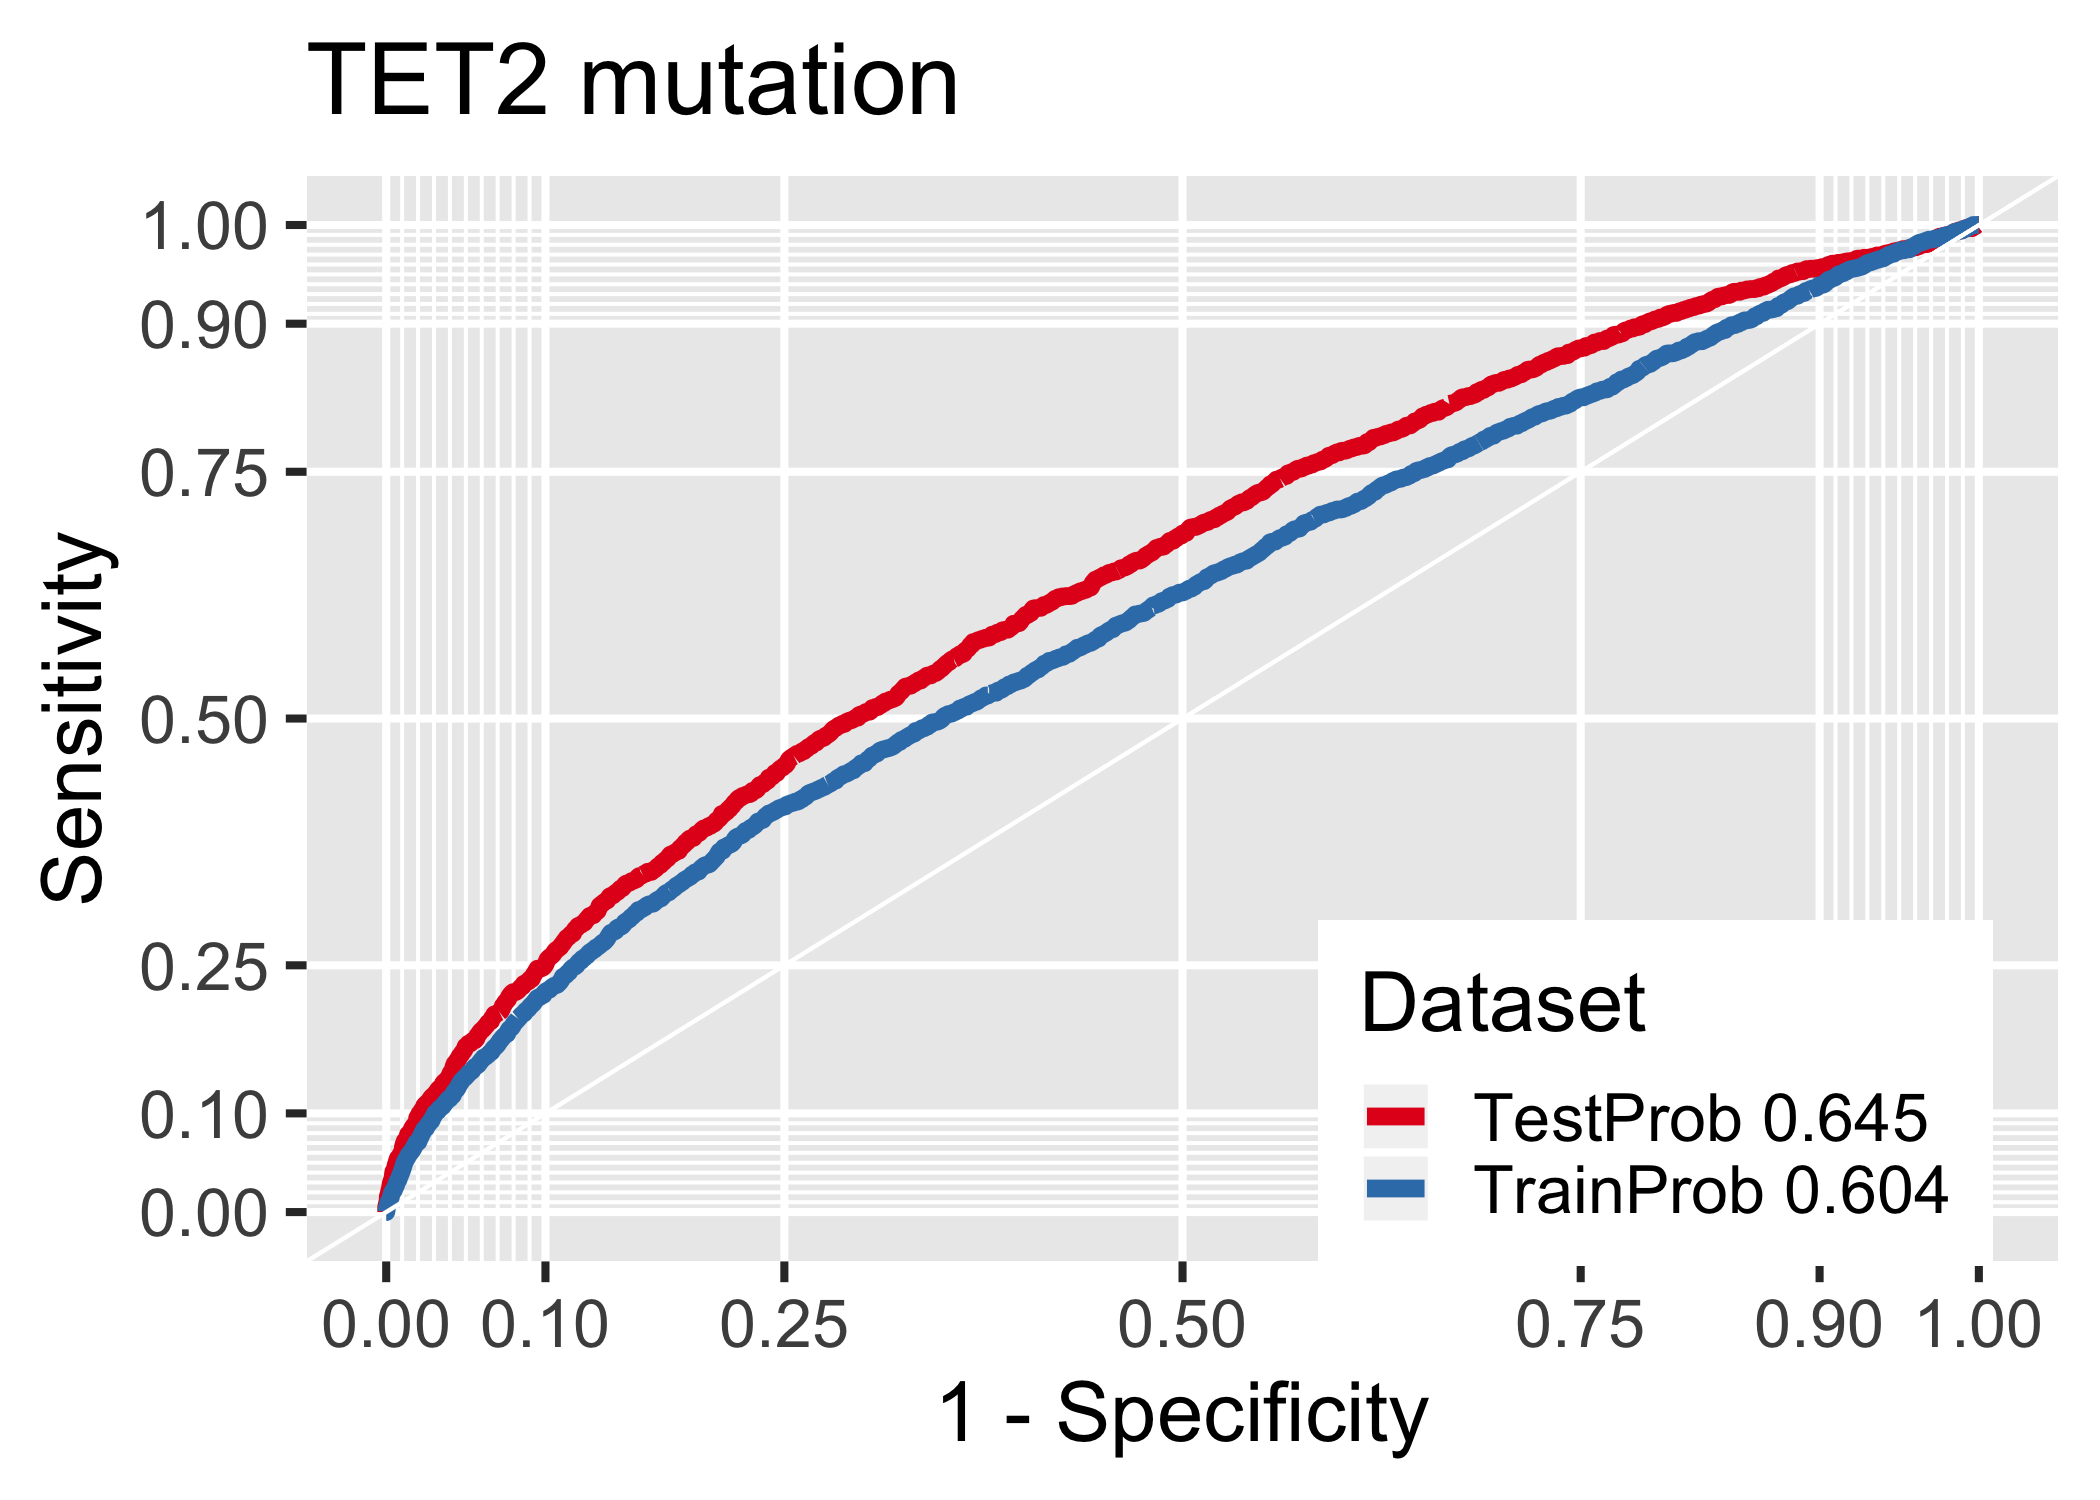 TET2 mutation
1.00
0.90
0.75
0.50
0.25
0.10
0.00
Sensitivity
Dataset
TestProb 0.645
TrainProb 0.604
0.00 0.10 0.25 0.50 0.75 0.90 1.00
1 - Specificity